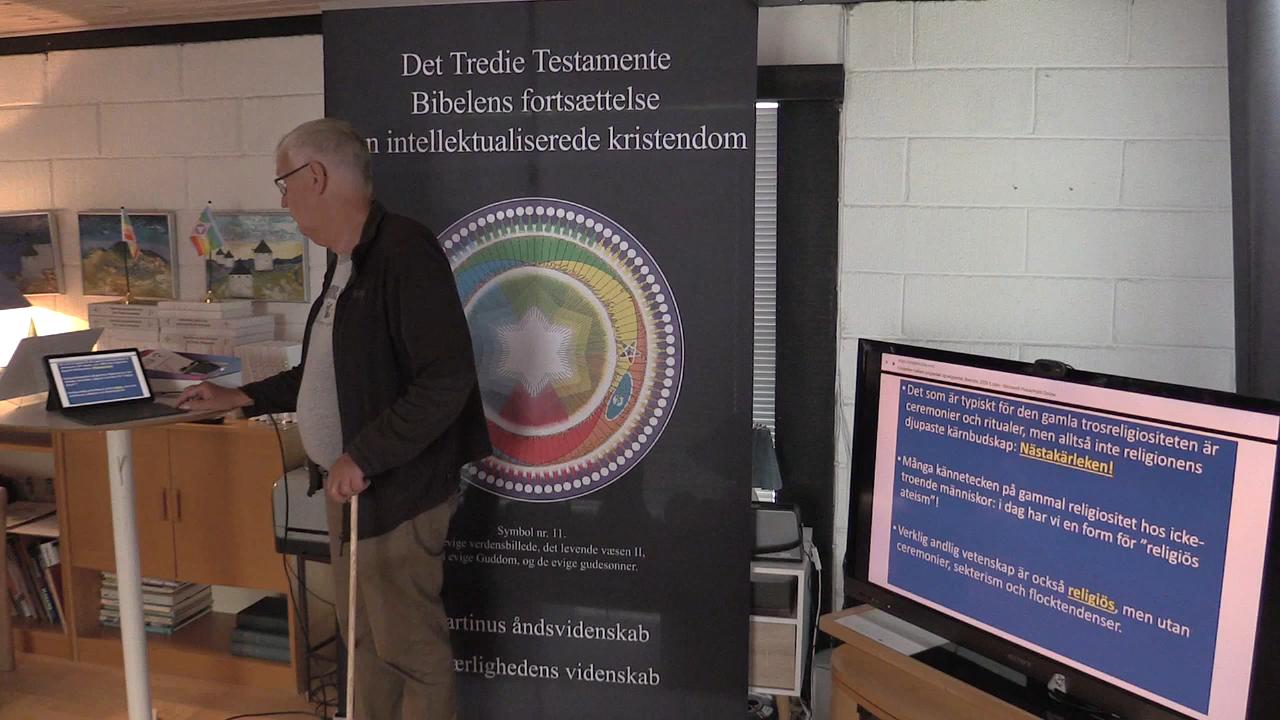 Det Tredie Testamente
Bibelens fortsættelse
n intellektualiserede kristendom
Symbol nr. 11.
evige verdensbillede, det levende væsen II,
evige Guddom, og de evige gudesønner.
artinus åndsvidenskab
ærlighedens videnskab
• Det som är typiskt för den gamla trosreligiositeten är
ceremonier och ritualer, men alltså inte religionens
djupaste kärnbudskap: Nästakärleken!
• Många kännetecken på gammal religiositet hos icke-
troende människor: i dag har vi en form för "religiös
ateism"!
• Verklig andlig vetenskap är också religiös, men utan
ceremonier, sekterism och flocktendenser.
SONY